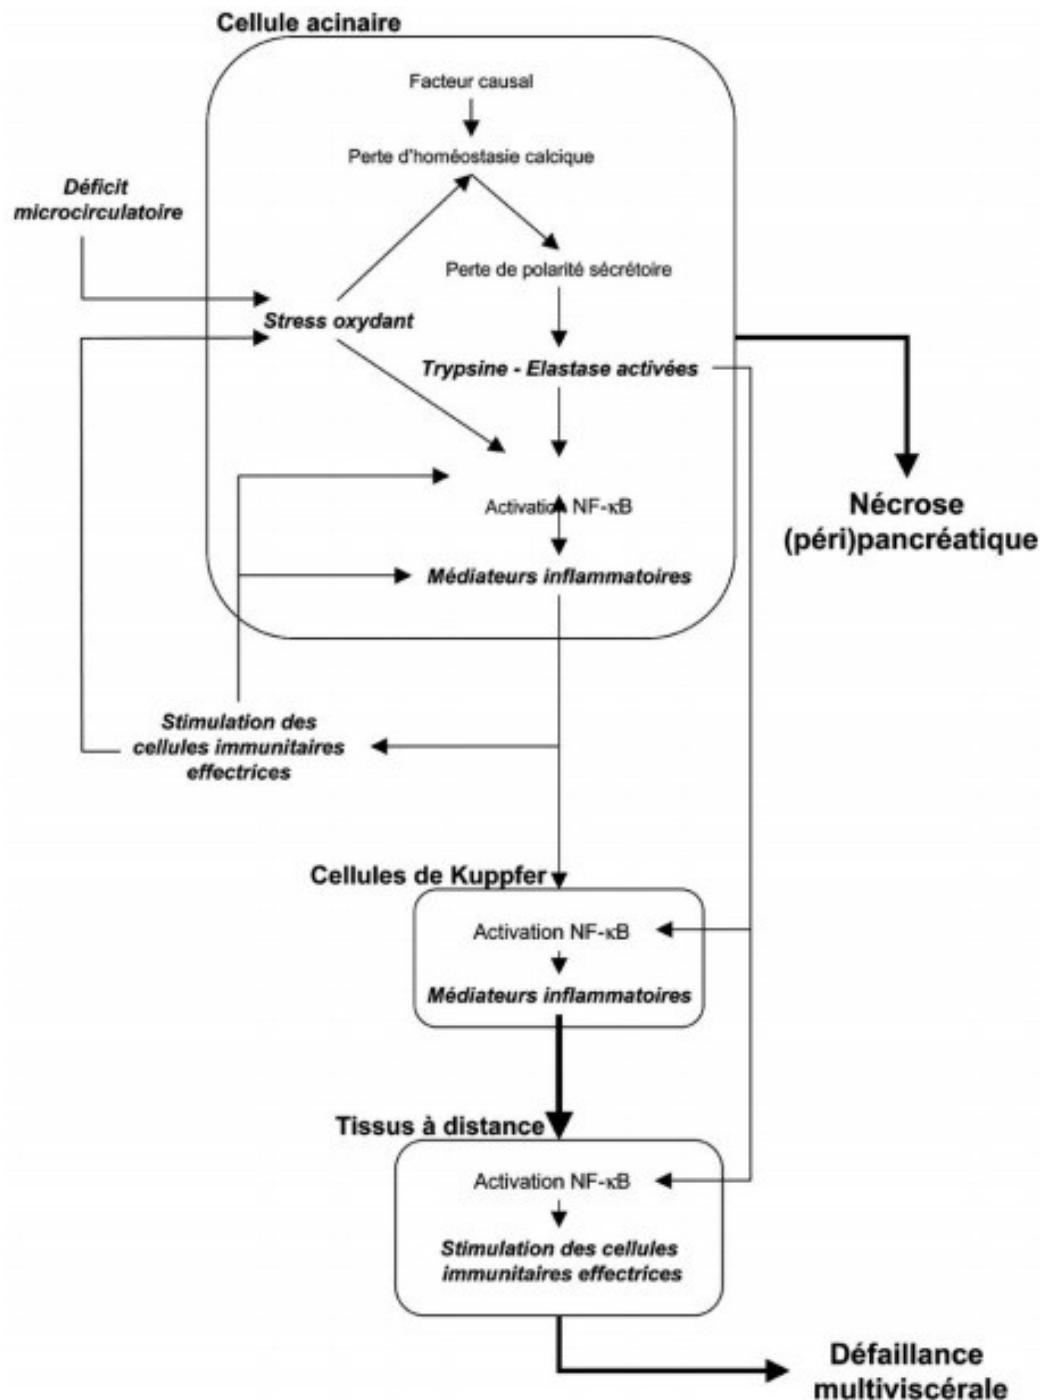 Cellule acinaire
Facteur causal
Perte d'homéostasie calcique
Déficit
microcirculatoire
Perte de polarité sécrétoire
Stress oxydant
Trypsine - Elastase activées
Nécrose
(péri)pancréatique
Activation NF-κB
Médiateurs inflammatoires
Stimulation des
cellules immunitaires
effectrices
Cellules de Kuppfer
Activation NF-κB
Médiateurs inflammatoires
Tissus à distance
Activation NF-κB
Stimulation des cellules
immunitaires effectrices
Défaillance
multiviscérale